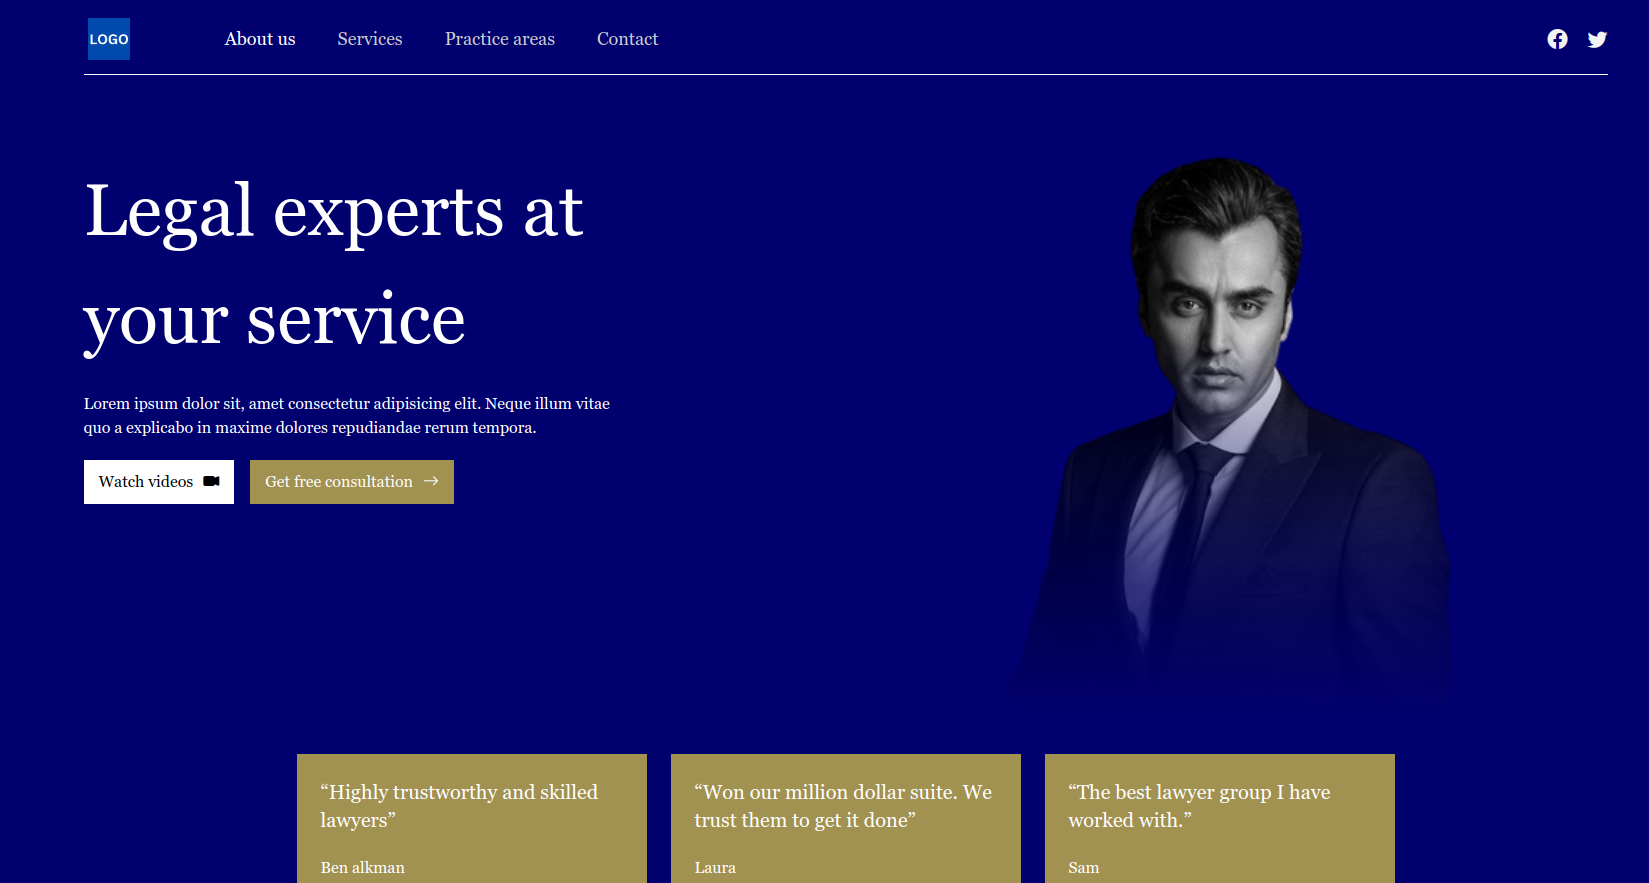 LOGO
About us
Services
Practice areas
Contact
Legal experts at
your service
Lorem ipsum dolor sit, amet consectetur adipisicing elit. Neque illum vitae
quo a explicabo in maxime dolores repudiandae rerum tempora.
Watch videos
Get free consultation
“Highly trustworthy and skilled
lawyers”
Ben alkman
“Won our million dollar suite. We
trust them to get it done”
Laura
“The best lawyer group I have
worked with.”
Sam